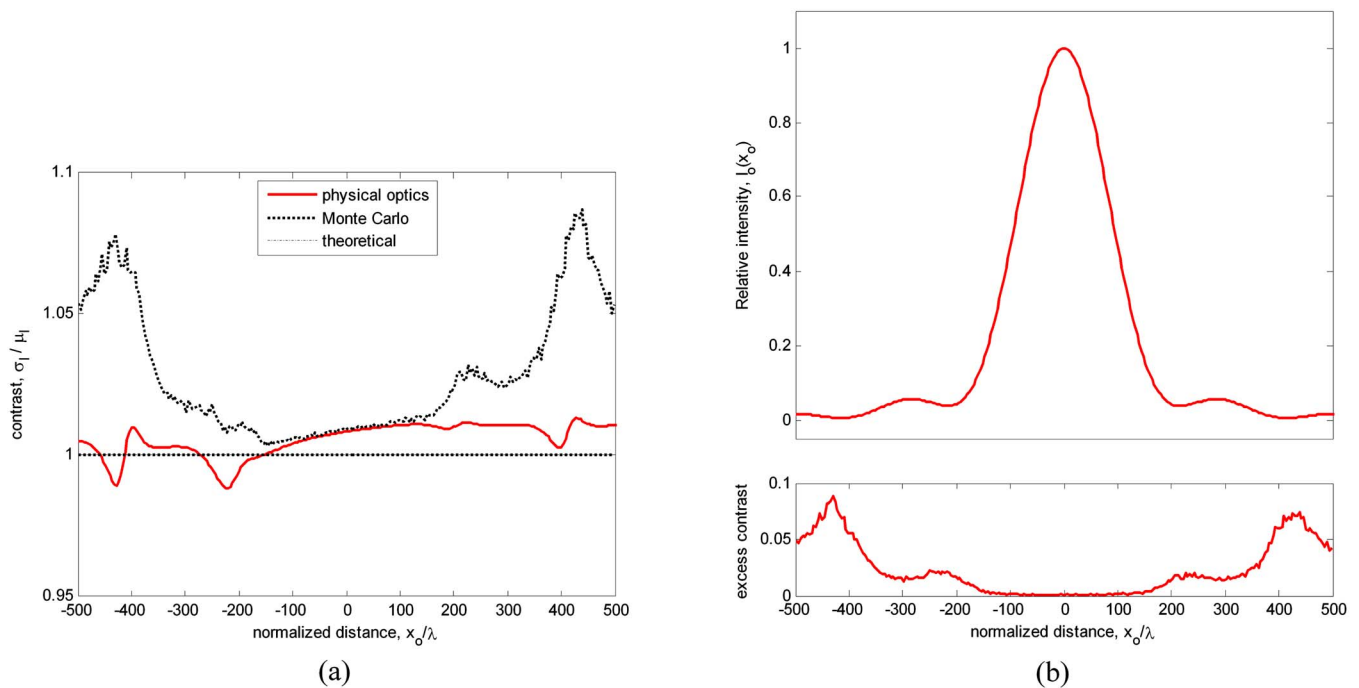 1.1
1.05
1
0.95
contrast, σI / μI
physical optics
Monte Carlo
theoretical
-500 -400 -300 -200 -100 0 100 200 300 400 500
normalized distance, xo/λ
(a)
1
0.8
0.6
0.4
0.2
0
Relative intensity, Io(xo)
0.1
0.05
0
excess contrast
-500 -400 -300 -200 -100 0 100 200 300 400 500
normalized distance, xo/λ
(b)